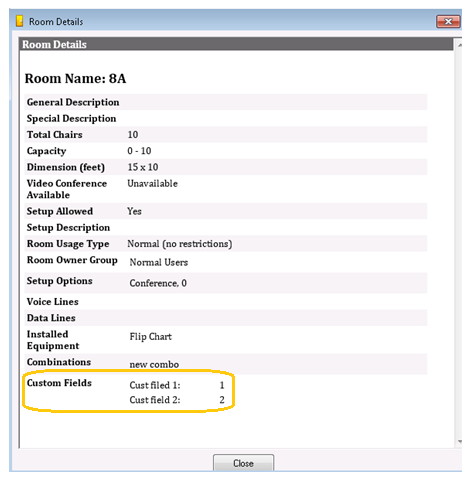 Room Details
Room Details
Room Name: 8A
General Description
Special Description
Total Chairs 10
Capacity 0 - 10
Dimension (feet) 15 x 10
Video Conference Unavailable
Available
Setup Allowed Yes
Setup Description
Room Usage Type Normal (no restrictions)
Room Owner Group Normal Users
Setup Options Conference, 0
Voice Lines
Data Lines
Installed Flip Chart
Equipment
Combinations new combo
Custom Fields Cust filed 1: 1
Cust field 2: 2
Close